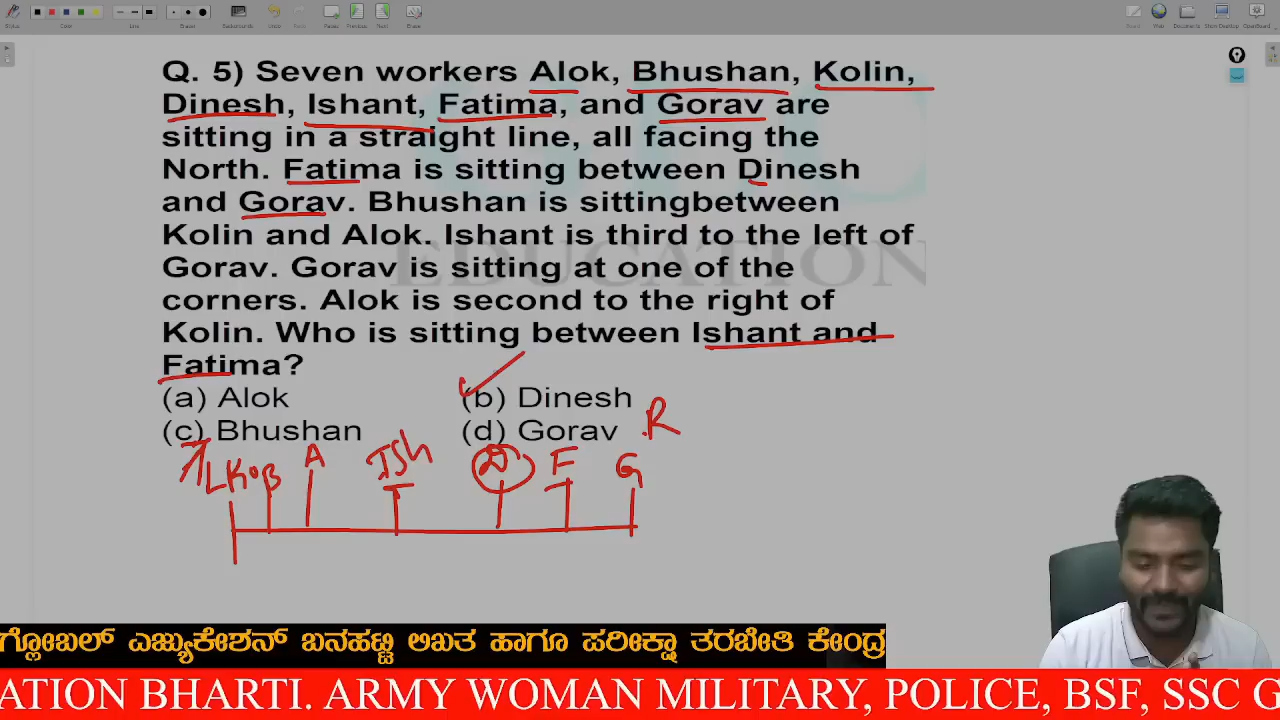 Q. 5) Seven workers Alok, Bhushan, Kolin,
Dinesh, Ishant, Fatima, and Gorav are
sitting in a straight line, all facing the
North. Fatima is sitting between Dinesh
and Gorav. Bhushan is sittingbetween
Kolin and Alok. Ishant is third to the left of
Gorav. Gorav is sitting at one of the
corners. Alok is second to the right of
Kolin. Who is sitting between Ishant and
Fatima?
(a) Alok (b) Dinesh
(c) Bhushan (d) Gorav R
L Ko B A Ish D F G
EDUCATION
ಗ್ಲೋಬಲ್ ಎಜ್ಯುಕೇಶನ್ ಬನಹಟ್ಟಿ ಲಿಖಿತ ಹಾಗೂ ಪರೀಕ್ಷಾ ತರಬೇತಿ ಕೇಂದ್ರ
ATION BHARTI. ARMY WOMAN MILITARY, POLICE, BSF, SSC G